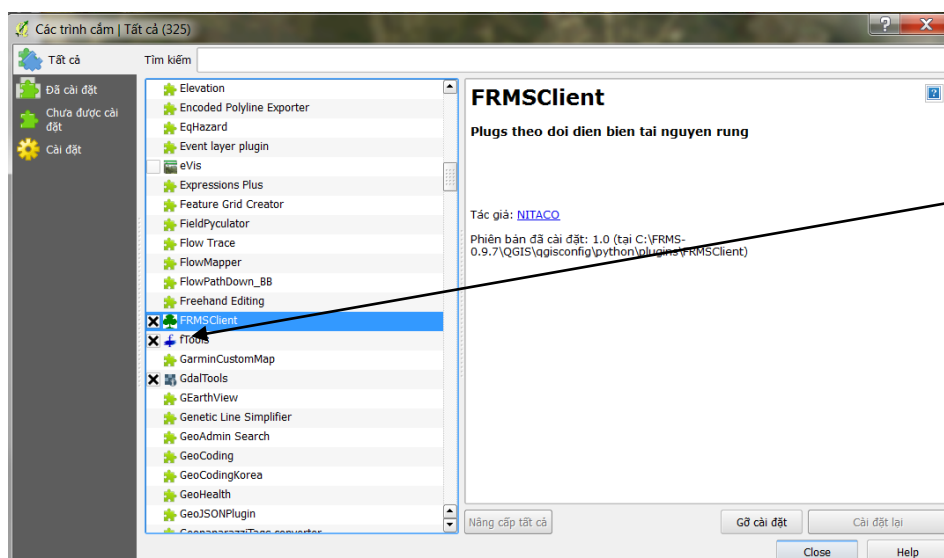 Các trình cắm | Tất cả (325)
Tất cả
Tìm kiếm
Đã cài đặt
Chưa được cài
đặt
Cài đặt
Elevation
Encoded Polyline Exporter
EqHazard
Event layer plugin
eVis
Expressions Plus
Feature Grid Creator
FieldPyculator
Flow Trace
FlowMapper
FlowPathDown_BB
Freehand Editing
FRMSClient
fTools
GarminCustomMap
GdalTools
GEarthView
Genetic Line Simplifier
GeoAdmin Search
GeoCoding
GeoCodingKorea
GeoHealth
GeoJSONPlugin
FRMSClient
Plugs theo doi dien bien tai nguyen rung
Tác giả: NITACO
Phiên bản đã cài đặt: 1.0 (tại C:\FRMS-
0.9.7\QGIS\qgisconfig\python\plugins\FRMSClient)
Nâng cấp tất cả
Gỡ cài đặt
Cài đặt lại
Close
Help